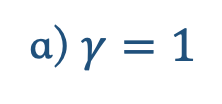 a) γ = 1